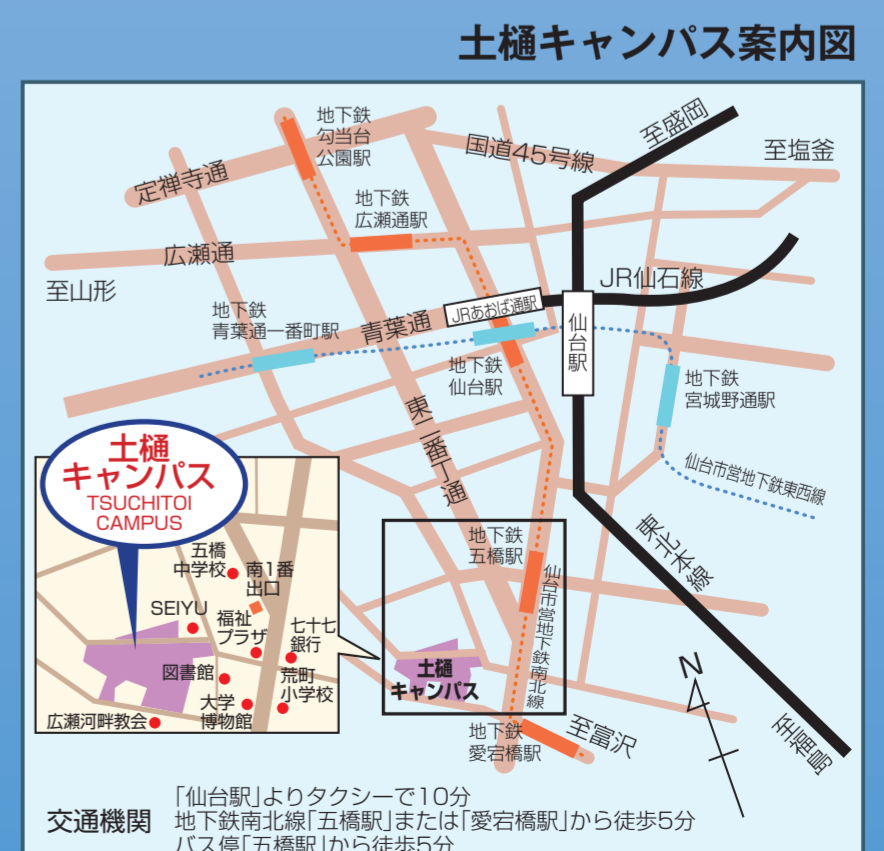 土樋キャンパス案内図
地下鉄
勾当台
公園駅
国道45号線
至盛岡
至塩釜
定禅寺通
地下鉄
広瀬通駅
広瀬通
至山形
JR仙石線
地下鉄
青葉通一番町駅
青葉通
JRあおば通駅
仙台駅
地下鉄
仙台駅
地下鉄
宮城野通駅
東二番丁通
仙台市営地下鉄東西線
土樋
キャンパス
TSUCHITOI
CAMPUS
五橋
中学校
南1番
出口
SEIYU
福祉
プラザ
七十七
銀行
図書館
荒町
小学校
大学
博物館
広瀬河畔教会
地下鉄
五橋駅
仙台市営地下鉄南北線
東北本線
土樋
キャンパス
N
地下鉄
愛宕橋駅
至富沢
至福島
交通機関
「仙台駅」よりタクシーで10分
地下鉄南北線「五橋駅」または「愛宕橋駅」から徒歩5分
バス停「五橋駅」から徒歩5分